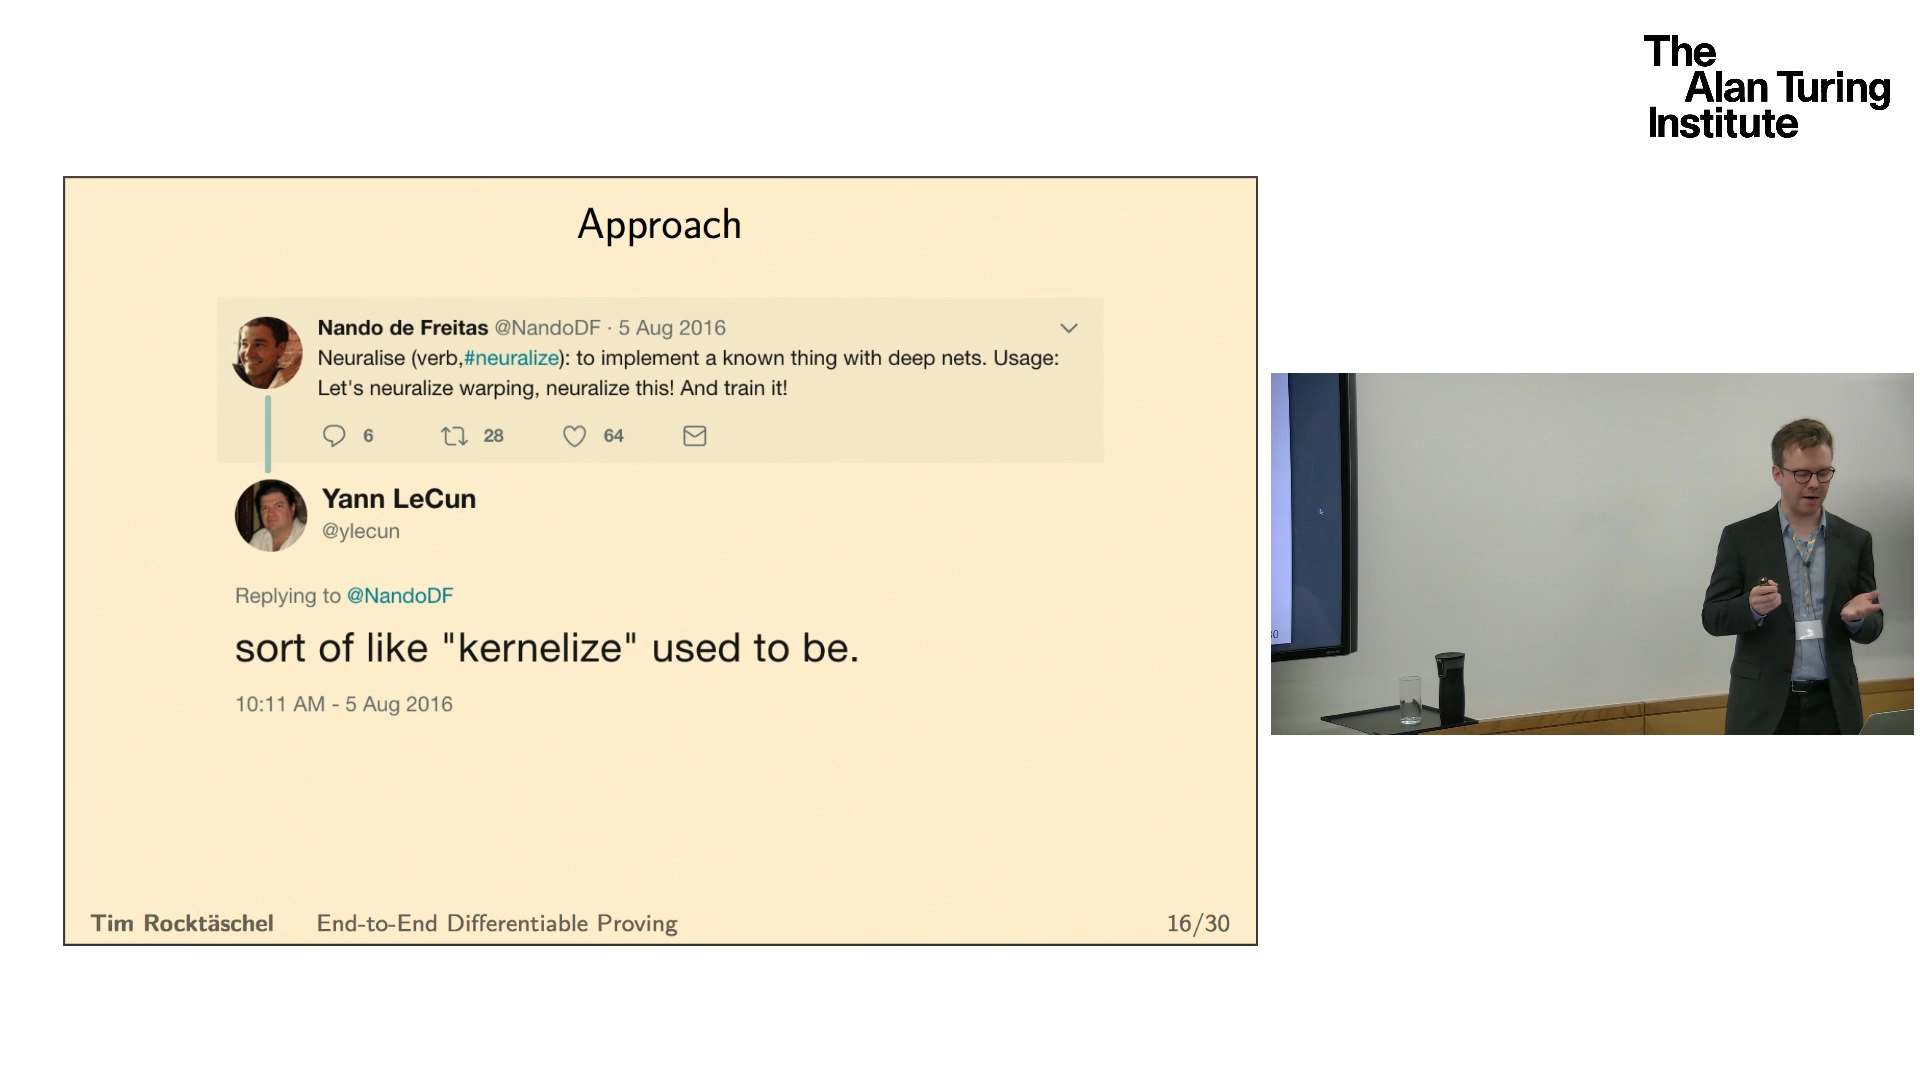 The
Alan Turing
Institute
Approach
Nando de Freitas @NandoDF · 5 Aug 2016
Neuralise (verb,#neuralize): to implement a known thing with deep nets. Usage:
Let's neuralize warping, neuralize this! And train it!
6 28 64
Yann LeCun
@ylecun
Replying to @NandoDF
sort of like "kernelize" used to be.
10:11 AM - 5 Aug 2016
Tim Rocktäschel End-to-End Differentiable Proving 16/30